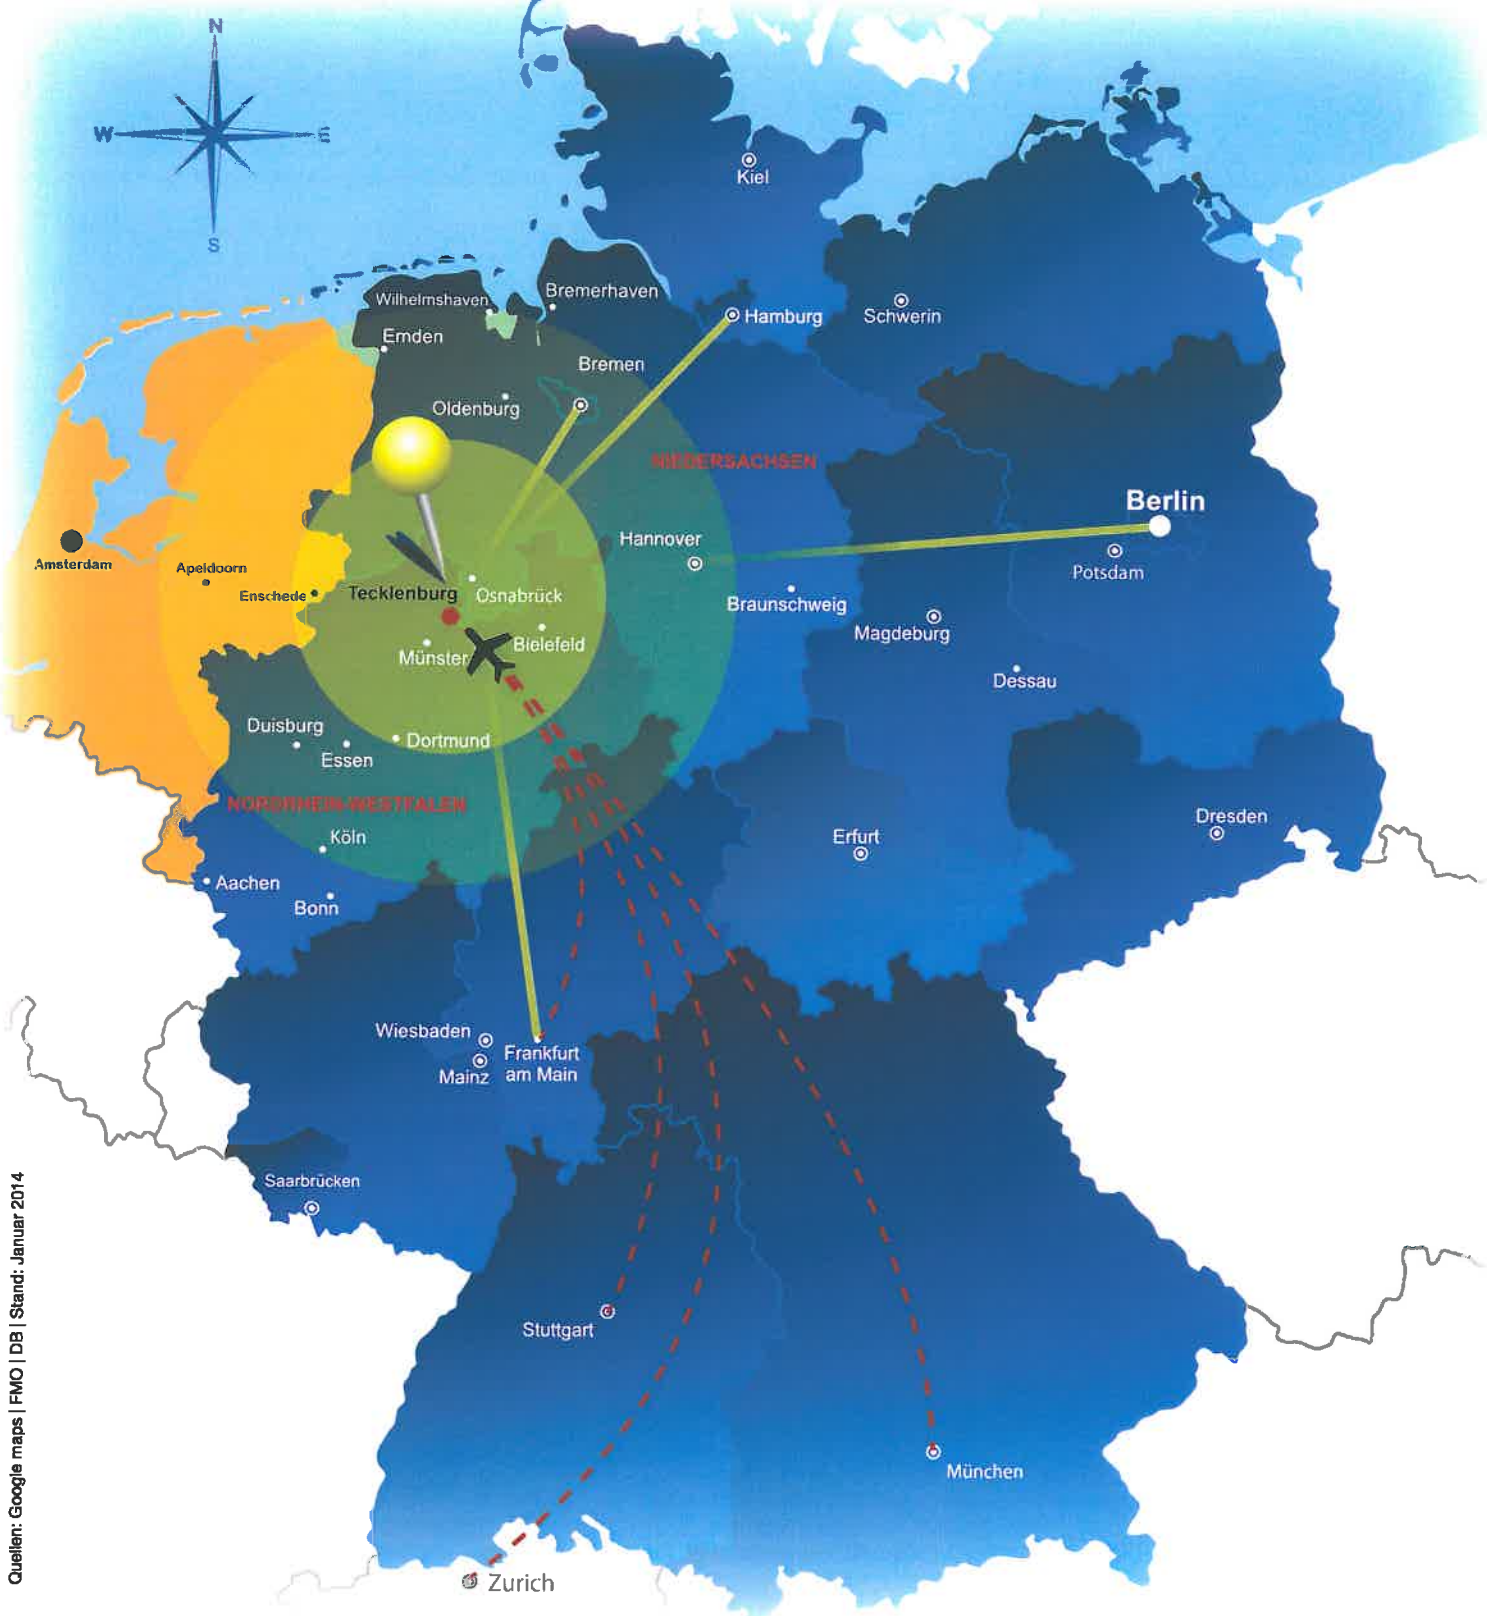 N
W
E
S
Kiel
Wilhelmshaven
Bremerhaven
Hamburg
Schwerin
Emden
Bremen
Oldenburg
NIEDERSACHSEN
Berlin
Hannover
Amsterdam
Apeldoorn
Potsdam
Enschede
Tecklenburg
Osnabrück
Braunschweig
Magdeburg
Münster
Bielefeld
Dessau
Duisburg
Dortmund
Essen
NORDRHEIN-WESTFALEN
Dresden
Köln
Erfurt
Aachen
Bonn
Wiesbaden
Frankfurt
am Main
Mainz
Saarbrücken
Stuttgart
München
Zurich
Quellen: Google maps | FMO | DB | Stand: Januar 2014